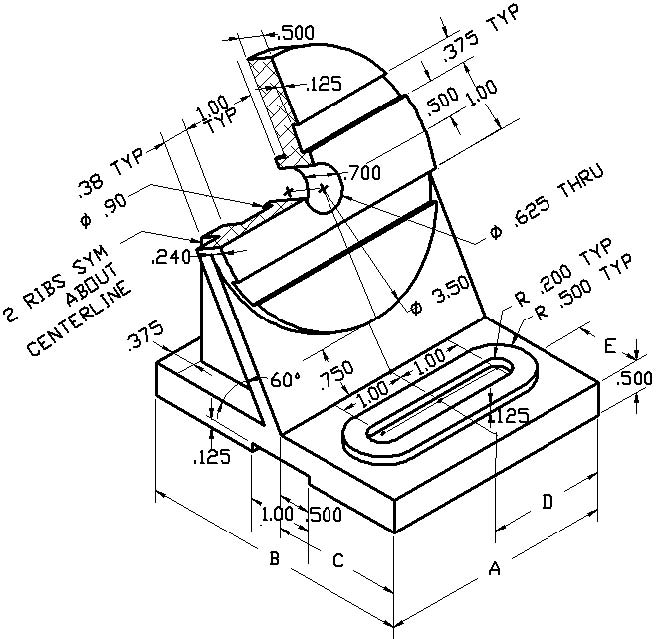 .500
.375 TYP
.125
1.00
TYP
.500
1.00
.38 TYP
.700
Ø .90
Ø .625 THRU
2 RIBS SYM
ABOUT
CENTERLINE
.240
Ø 3.50
R .200 TYP
R .500 TYP
.375
60°
.750
1.00
1.00
E
.500
.125
.125
1.00
.500
D
B
C
A